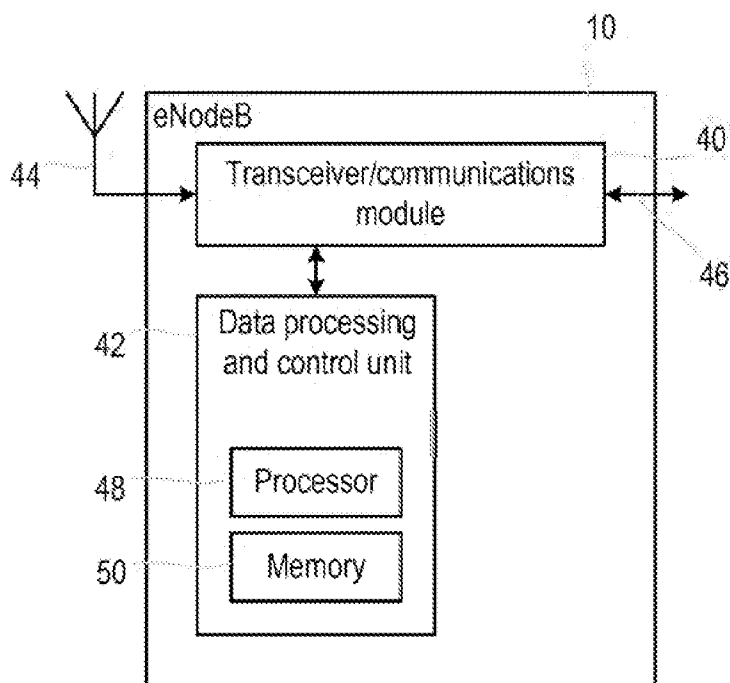 10
eNodeB
40
44
Transceiver/communications
module
46
42
Data processing
and control unit
48
Processor
50
Memory